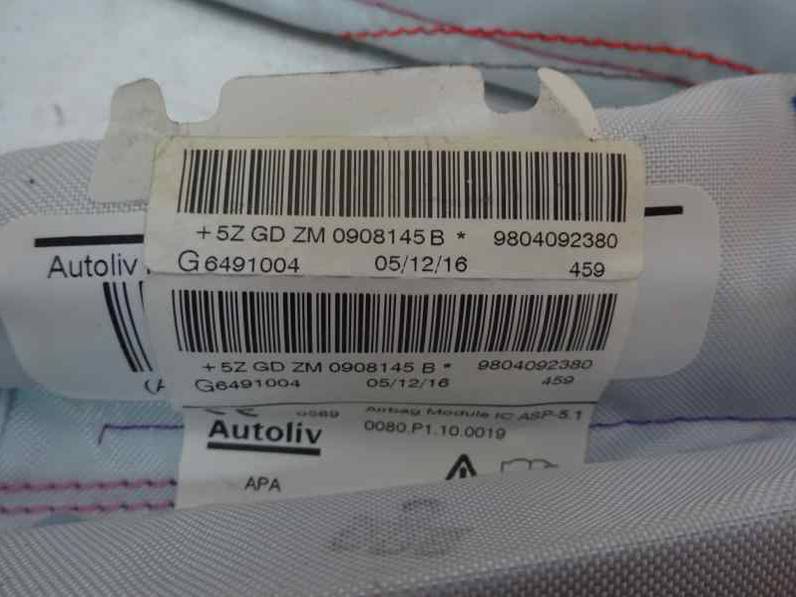 + 5Z GD ZM 0908145 B * 9804092380
G6491004 05/12/16 459
Autoliv
+ 5Z GD ZM 0908145 B * 9804092380
G6491004 05/12/16 459
(A
0589 Airbag Module IC ASP-5.1
Autoliv 0080.P1.10.0019
APA